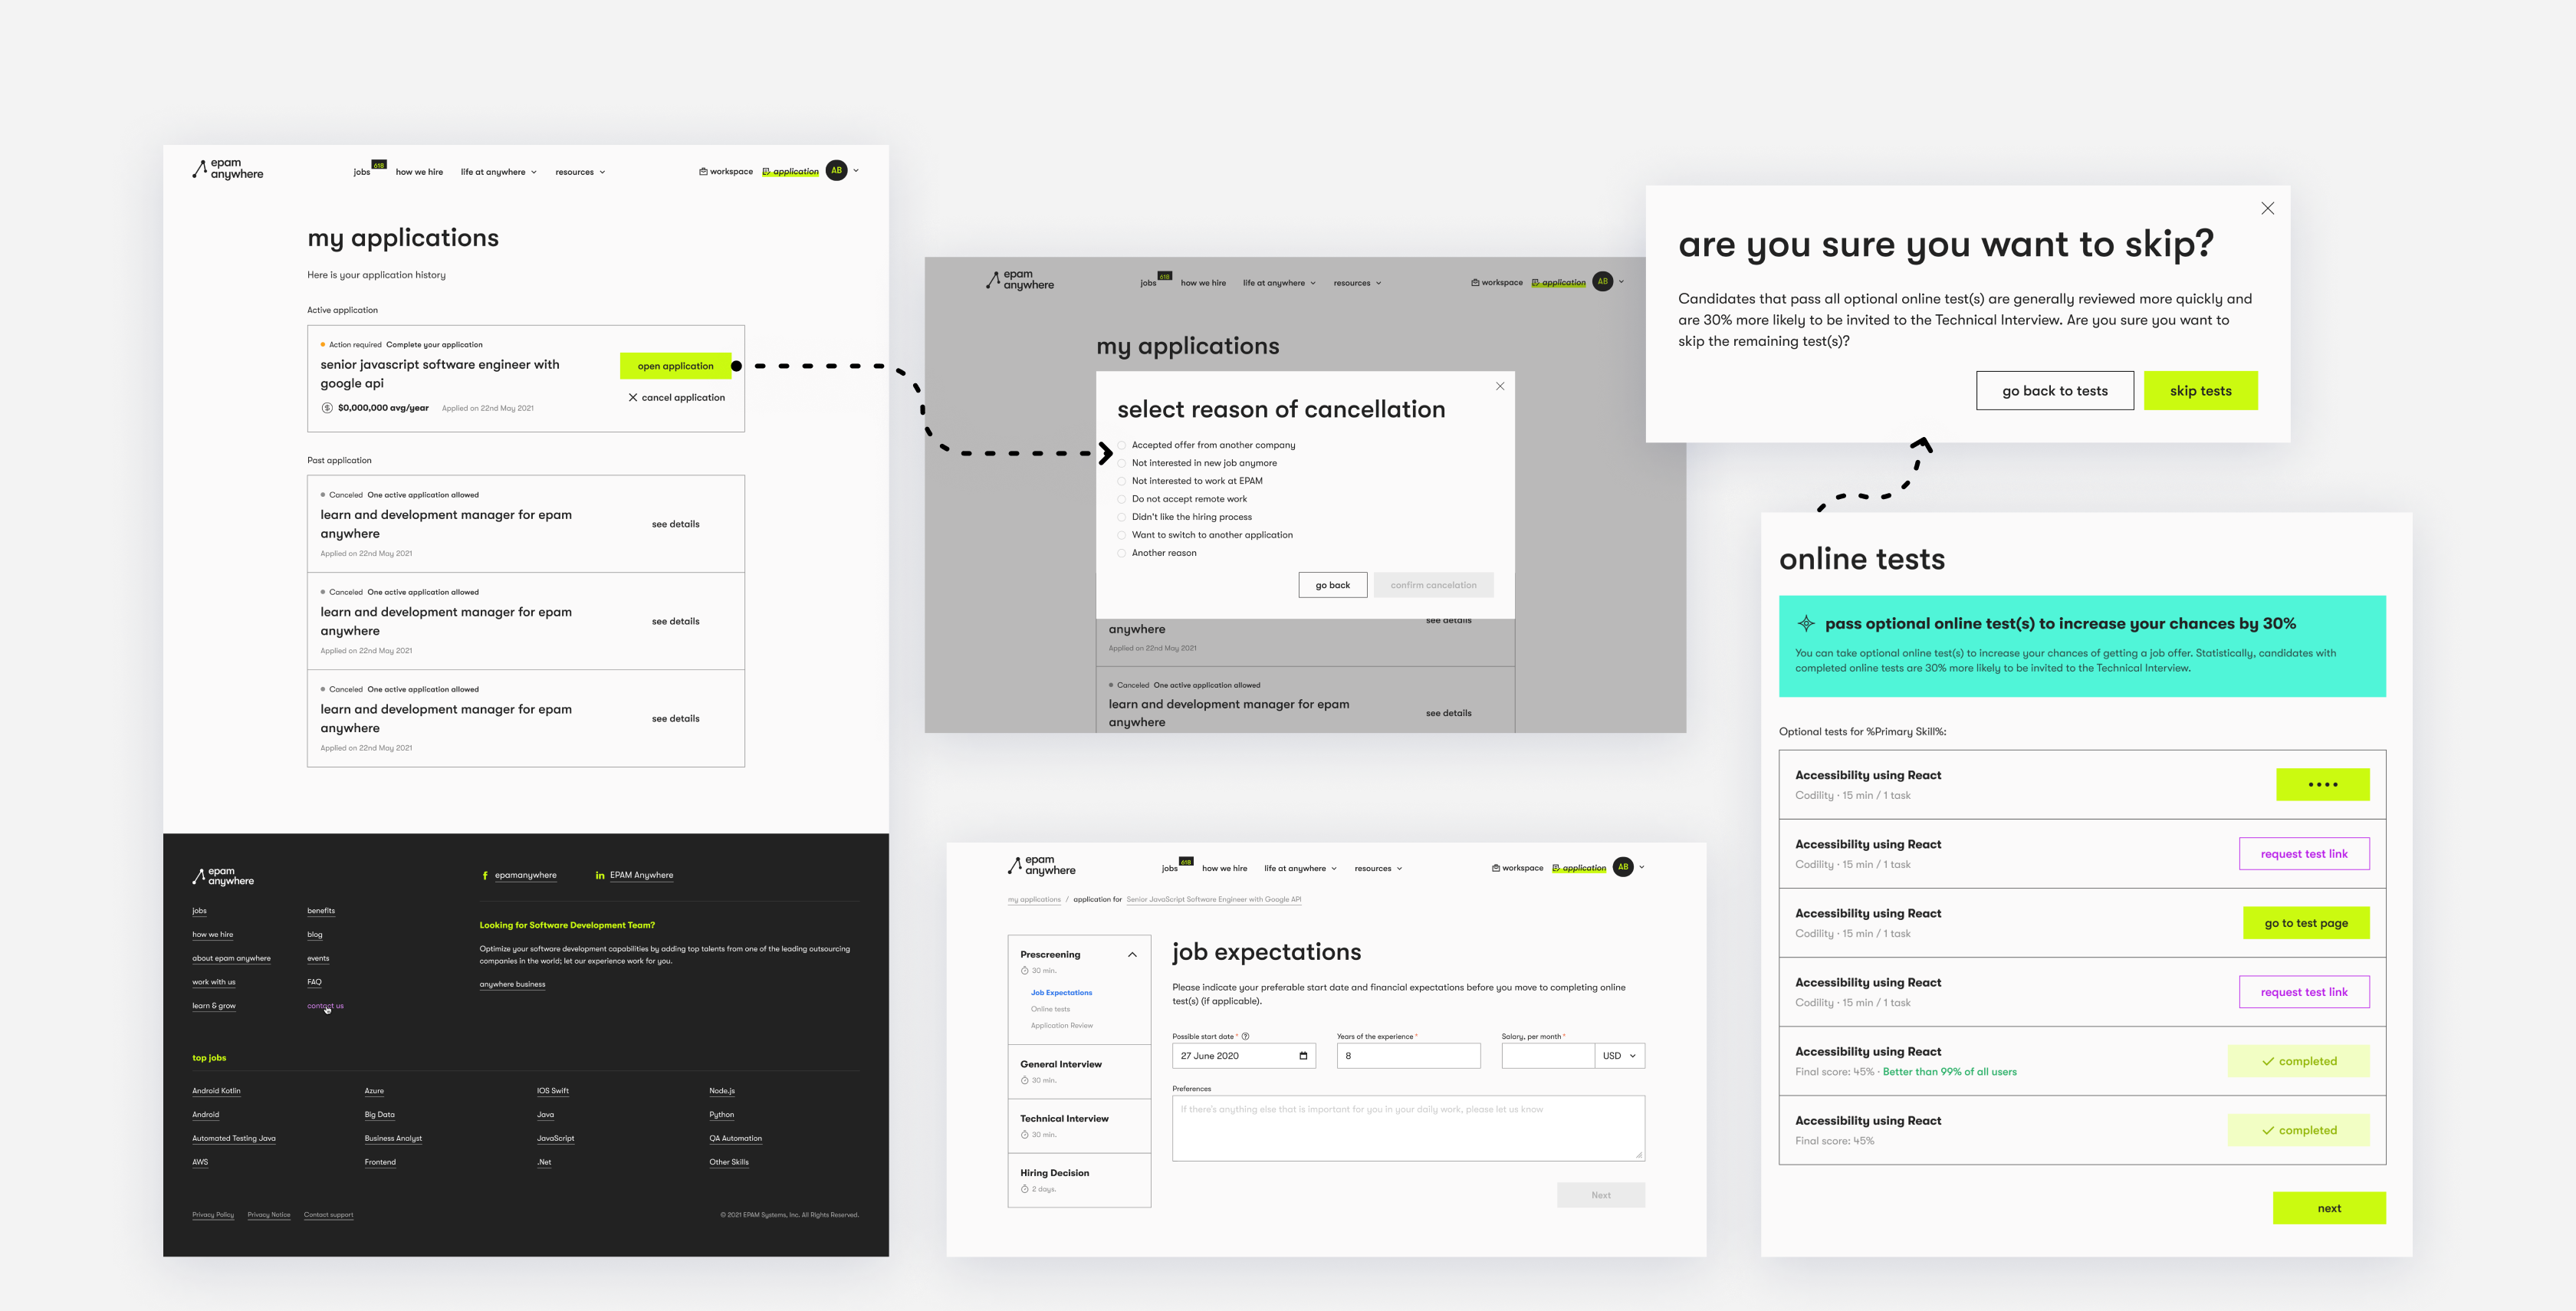 epam
anywhere
jobs 618 how we hire life at anywhere resources workspace application AB
my applications
Here is your application history
Active application
Action required Complete your application
senior javascript software engineer with
google api
$0,000,000 avg/year Applied on 22nd May 2021
open application
cancel application
Past application
Canceled One active application allowed
learn and development manager for epam
anywhere
Applied on 22nd May 2021
see details
Canceled One active application allowed
learn and development manager for epam
anywhere
Applied on 22nd May 2021
see details
Canceled One active application allowed
learn and development manager for epam
anywhere
Applied on 22nd May 2021
see details
epam
anywhere
epamanywhere
in EPAM Anywhere
jobs
how we hire
about epam anywhere
work with us
learn & grow
benefits
blog
events
FAQ
contact us
Looking for Software Development Team?
Optimize your software development capabilities by adding top talents from one of the leading outsourcing
companies in the world; let our experience work for you.
anywhere business
top jobs
Android Kotlin Azure IOS Swift Node.js
Android Big Data Java Python
Automated Testing Java Business Analyst JavaScript QA Automation
AWS Frontend .Net Other Skills
Privacy Policy Privacy Notice Contact support
© 2021 EPAM Systems, Inc. All Rights Reserved.
epam
anywhere
jobs 618 how we hire life at anywhere resources workspace application AB
my applications
select reason of cancellation
Accepted offer from another company
Not interested in new job anymore
Not interested to work at EPAM
Do not accept remote work
Didn't like the hiring process
Want to switch to another application
Another reason
go back
confirm cancelation
anywhere
see details
Applied on 22nd May 2021
Canceled One active application allowed
learn and development manager for epam
anywhere
see details
epam
anywhere
jobs 618 how we hire life at anywhere resources workspace application AB
my applications / application for Senior JavaScript Software Engineer with Google API
Prescreening
30 min.
Job Expectations
Online tests
Application Review
General Interview
30 min.
Technical Interview
30 min.
Hiring Decision
2 days.
job expectations
Please indicate your preferable start date and financial expectations before you move to completing online
test(s) (if applicable).
Possible start date *
27 June 2020
Years of the experience *
8
Salary, per month *
USD
Preferences
If there's anything else that is important for you in your daily work, please let us know
Next
are you sure you want to skip?
Candidates that pass all optional online test(s) are generally reviewed more quickly and
are 30% more likely to be invited to the Technical Interview. Are you sure you want to
skip the remaining test(s)?
go back to tests
skip tests
online tests
pass optional online test(s) to increase your chances by 30%
You can take optional online test(s) to increase your chances of getting a job offer. Statistically, candidates with
completed online tests are 30% more likely to be invited to the Technical Interview.
Optional tests for %Primary Skill%:
Accessibility using React
Codility · 15 min / 1 task
Accessibility using React
Codility · 15 min / 1 task
request test link
Accessibility using React
Codility · 15 min / 1 task
go to test page
Accessibility using React
Codility · 15 min / 1 task
request test link
Accessibility using React
Final score: 45% · Better than 99% of all users
completed
Accessibility using React
Final score: 45%
completed
next